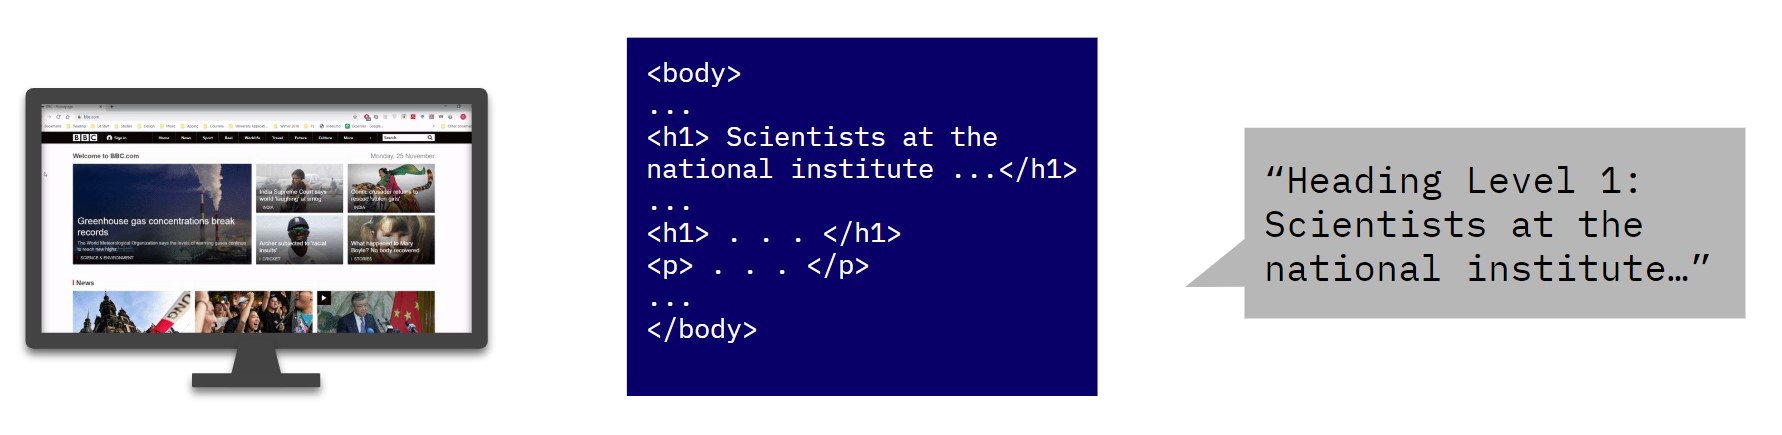 BBC
Sign in
Home
News
Sport
Reel
Worklife
Travel
Future
Culture
More
Search
Welcome to BBC.com
Monday, 25 November
Greenhouse gas concentrations break
records
The World Meteorological Organization says the levels of warming gases
to reach new highs
SCIENCE & ENVIRONMENT
India Supreme Court says
world 'laughing' at smog
INDIA
Comic crusader returns to
rescue 'stolen girls'
INDIA
Archer subjected to 'racial
insults'
CRICKET
What happened to Mary
Boyle? No body recovered
STORIES
News
<body>
...
<h1> Scientists at the
national institute ...</h1>
...
<h1> . . . </h1>
<p> . . . </p>
...
</body>
“Heading Level 1:
Scientists at the
national institute…”